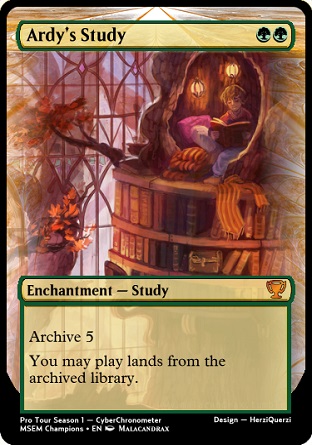 Ardy's Study
Enchantment — Study
Archive 5
You may play lands from the
archived library.
Pro Tour Season 1 — CyberChronometer
Design — HerziQuerzi
MSEM Champions • EN Malacandrax